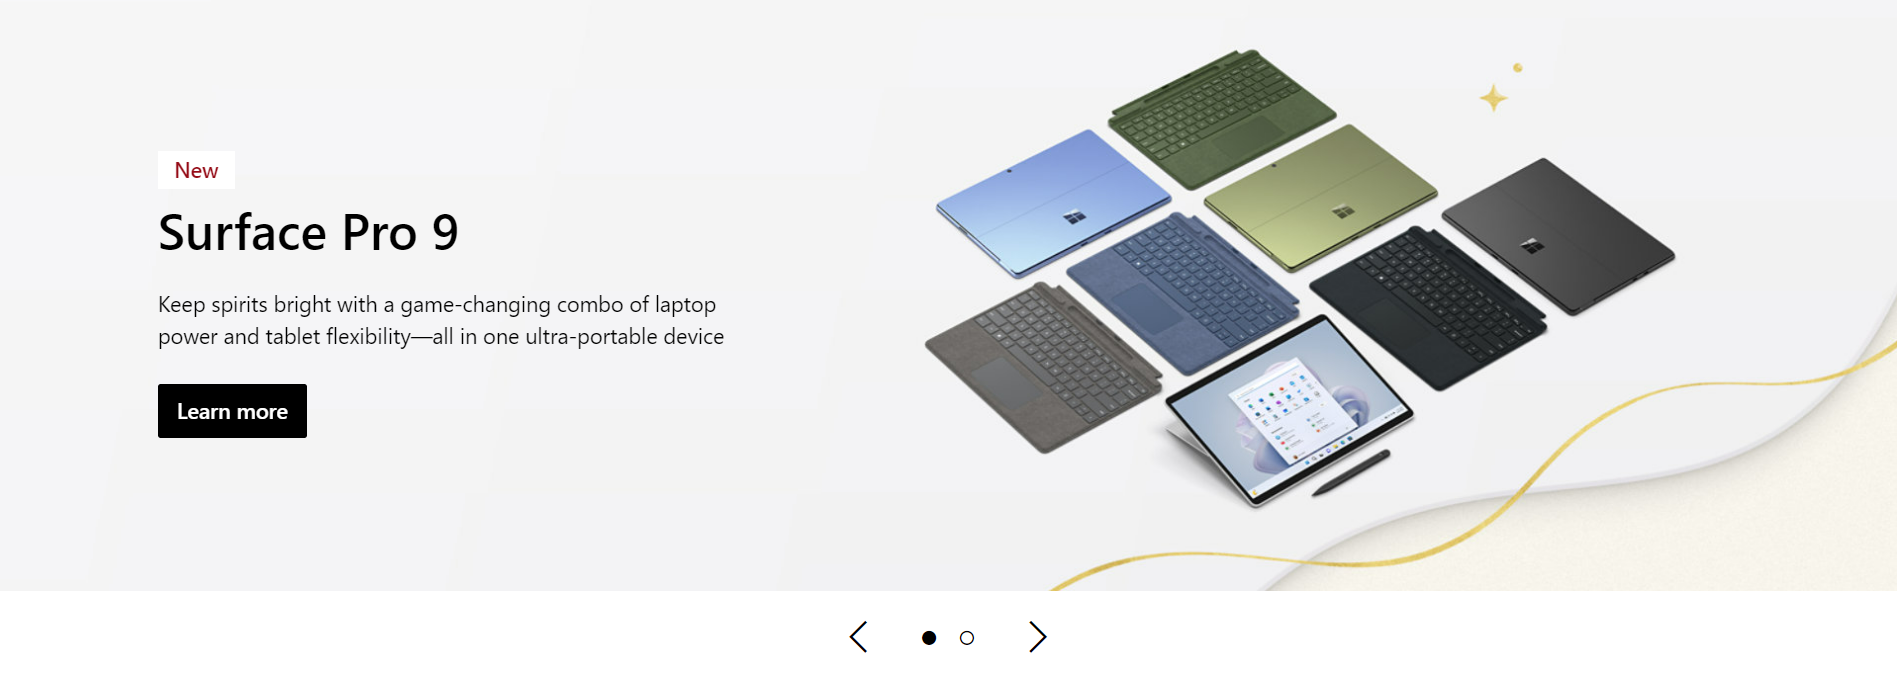 New
Surface Pro 9
Keep spirits bright with a game-changing combo of laptop
power and tablet flexibility—all in one ultra-portable device
Learn more